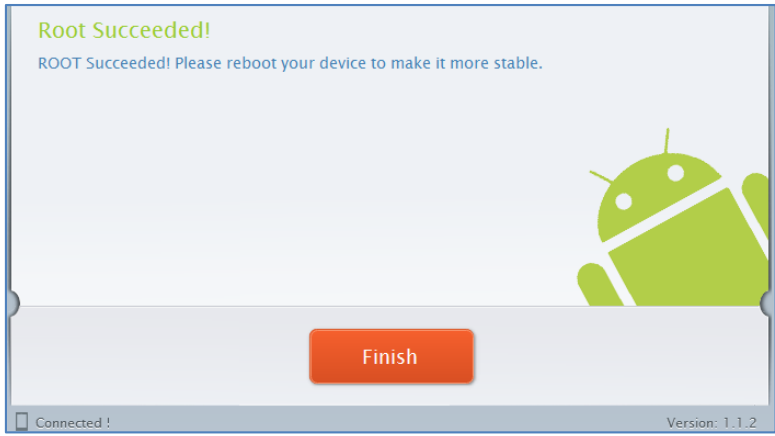 Root Succeeded!
ROOT Succeeded! Please reboot your device to make it more stable.
Finish
Connected !
Version: 1.1.2